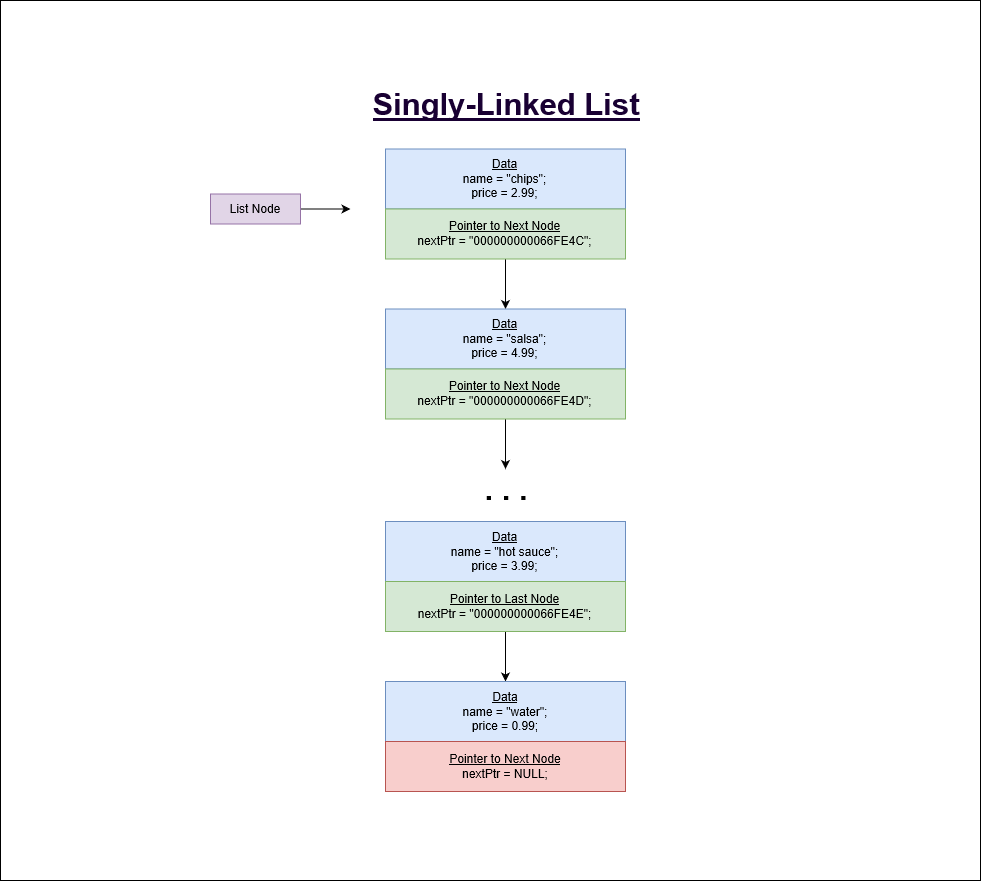 Singly-Linked List
Data
name = "chips";
price = 2.99;
List Node
Pointer to Next Node
nextPtr = "000000000066FE4C";
Data
name = "salsa";
price = 4.99;
Pointer to Next Node
nextPtr = "000000000066FE4D";
. . .
Data
name = "hot sauce";
price = 3.99;
Pointer to Last Node
nextPtr = "000000000066FE4E";
Data
name = "water";
price = 0.99;
Pointer to Next Node
nextPtr = NULL;